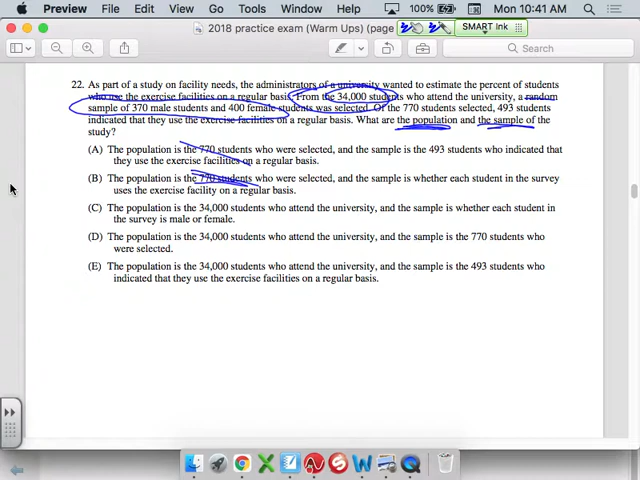 Preview File Edit View Go Tools Window Help 100% Mon 10:41 AM
2018 practice exam (Warm Ups) (page
SMART Ink
Search
22. As part of a study on facility needs, the administrators of a university wanted to estimate the percent of students
who use the exercise facilities on a regular basis. From the 34,000 students who attend the university, a random
sample of 370 male students and 400 female students was selected. Of the 770 students selected, 493 students
indicated that they use the exercise facilities on a regular basis. What are the population and the sample of the
study?
(A) The population is the 770 students who were selected, and the sample is the 493 students who indicated that
they use the exercise facilities on a regular basis.
(B) The population is the 770 students who were selected, and the sample is whether each student in the survey
uses the exercise facility on a regular basis.
(C) The population is the 34,000 students who attend the university, and the sample is whether each student in
the survey is male or female.
(D) The population is the 34,000 students who attend the university, and the sample is the 770 students who
were selected.
(E) The population is the 34,000 students who attend the university, and the sample is the 493 students who
indicated that they use the exercise facilities on a regular basis.